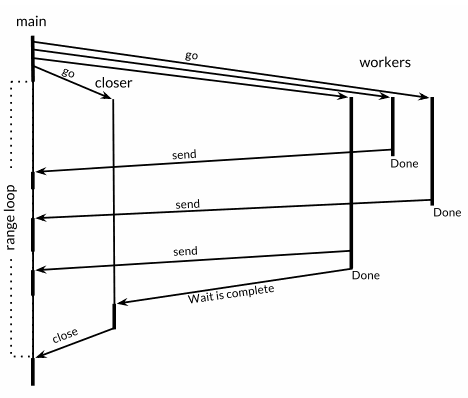 main
go
workers
go
closer
send
Done
send
Done
range loop
send
Done
Wait is complete
close